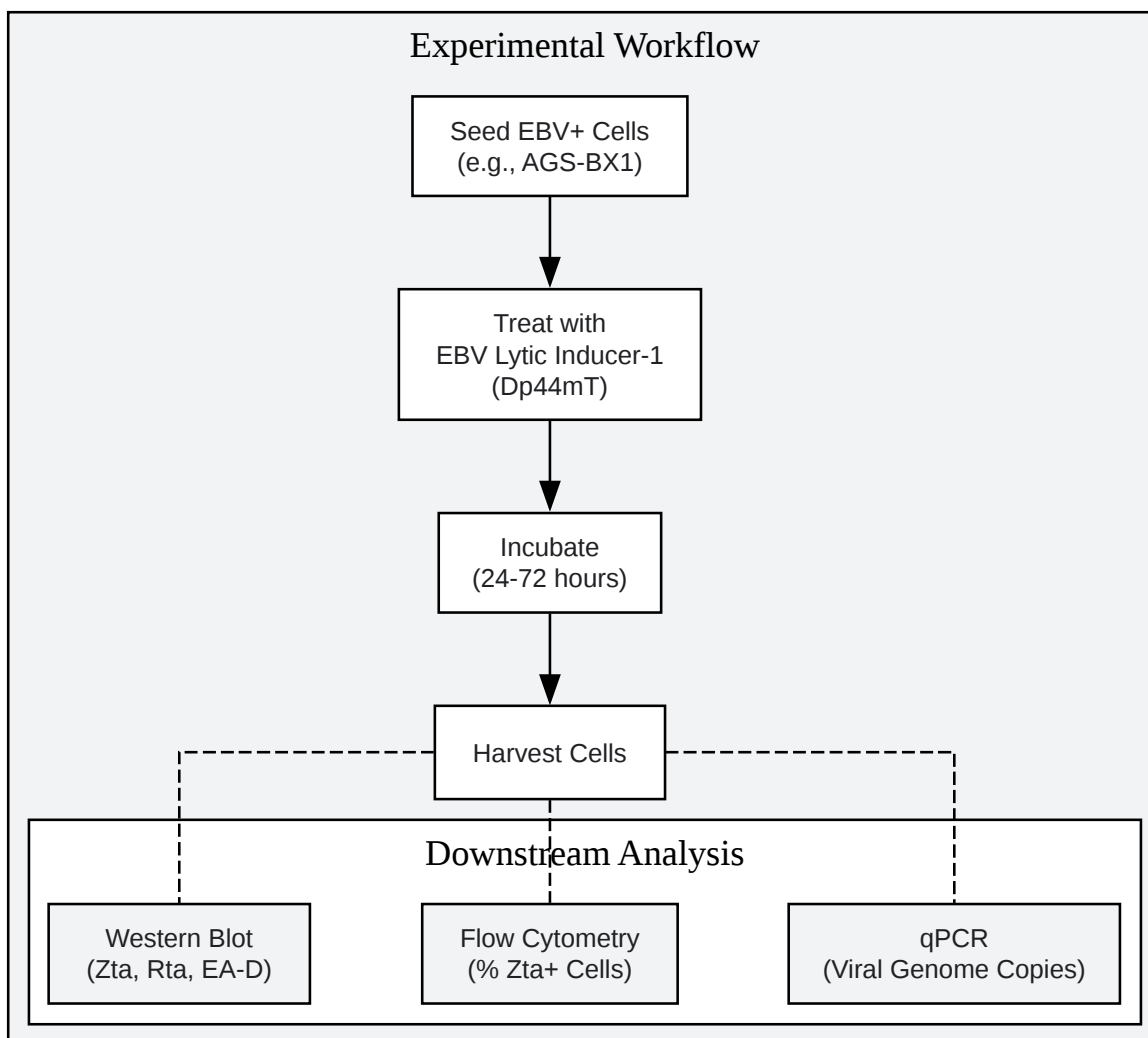 Experimental Workflow
Seed EBV+ Cells
(e.g., AGS-BX1)
Treat with
EBV Lytic Inducer-1
(Dp44mT)
Incubate
(24-72 hours)
Harvest Cells
Downstream Analysis
Western Blot
(Zta, Rta, EA-D)
Flow Cytometry
(% Zta+ Cells)
qPCR
(Viral Genome Copies)